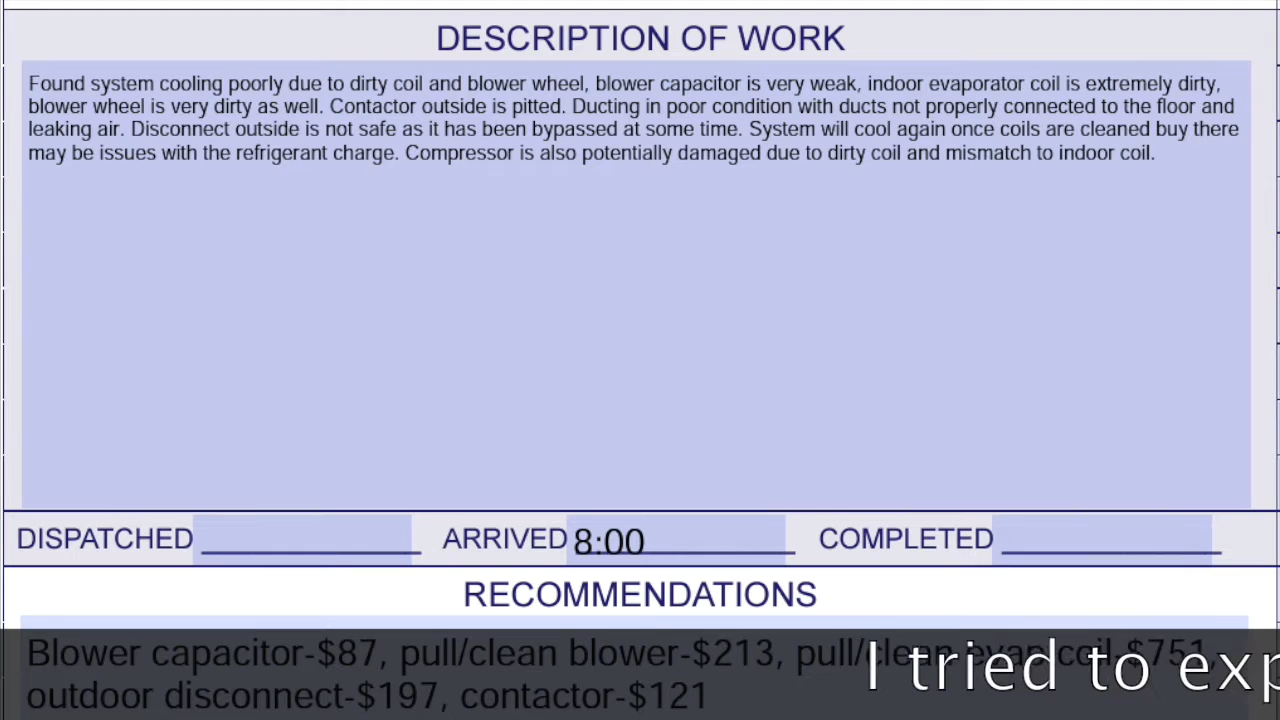 DESCRIPTION OF WORK
Found system cooling poorly due to dirty coil and blower wheel, blower capacitor is very weak, indoor evaporator coil is extremely dirty,
blower wheel is very dirty as well. Contactor outside is pitted. Ducting in poor condition with ducts not properly connected to the floor and
leaking air. Disconnect outside is not safe as it has been bypassed at some time. System will cool again once coils are cleaned buy there
may be issues with the refrigerant charge. Compressor is also potentially damaged due to dirty coil and mismatch to indoor coil.
DISPATCHED ARRIVED 8:00 COMPLETED
RECOMMENDATIONS
Blower capacitor-$87, pull/clean blower-$213, pull/clean evap coil-$751,
outdoor disconnect-$197, contactor-$121
I tried to exp